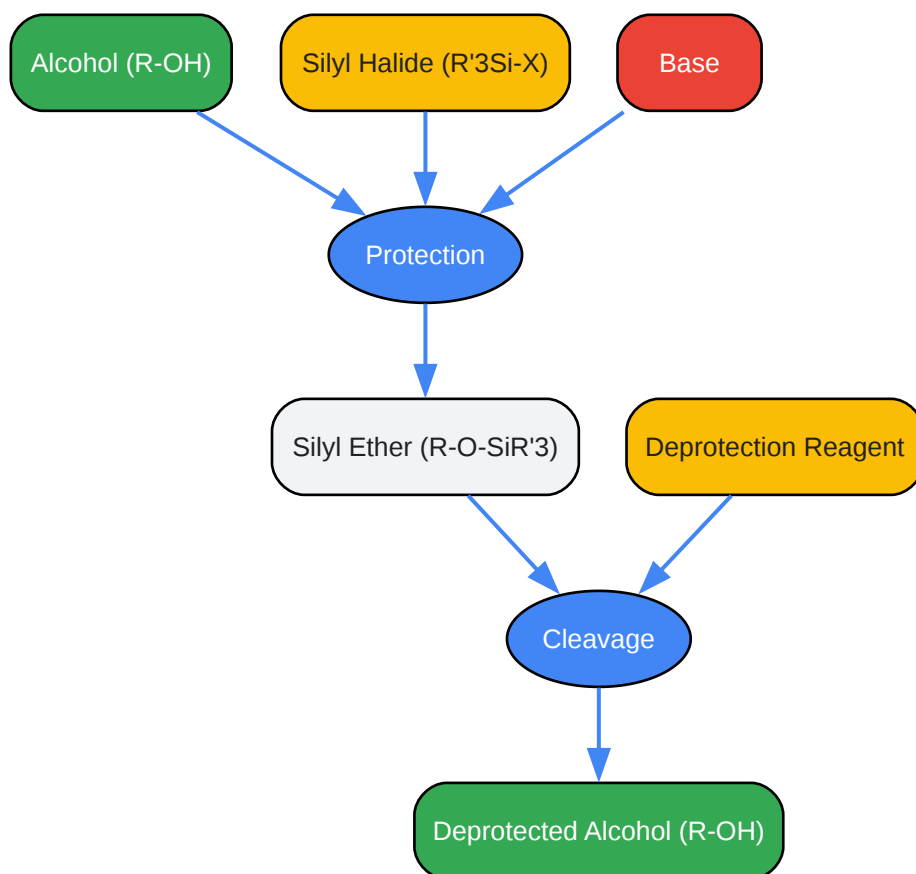 Alcohol (R-OH)
Silyl Halide (R'3Si-X)
Base
Protection
Silyl Ether (R-O-SiR'3)
Deprotection Reagent
Cleavage
Deprotected Alcohol (R-OH)